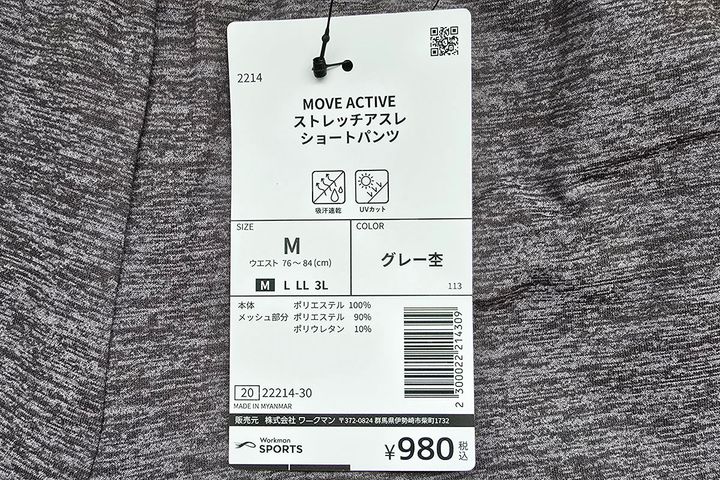 2214
MOVE ACTIVE
ストレッチアスレ
ショートパンツ
吸汗速乾
UVカット
SIZE
M
ウエスト 76～84(cm)
M L LL 3L
COLOR
グレー杢
113
本体 ポリエステル 100%
メッシュ部分 ポリエステル 90%
ポリウレタン 10%
2 300022 214309
20 22214-30
MADE IN MYANMAR
販売元 株式会社 ワークマン 〒372-0824 群馬県伊勢崎市柴町1732
Workman
SPORTS
¥980税込